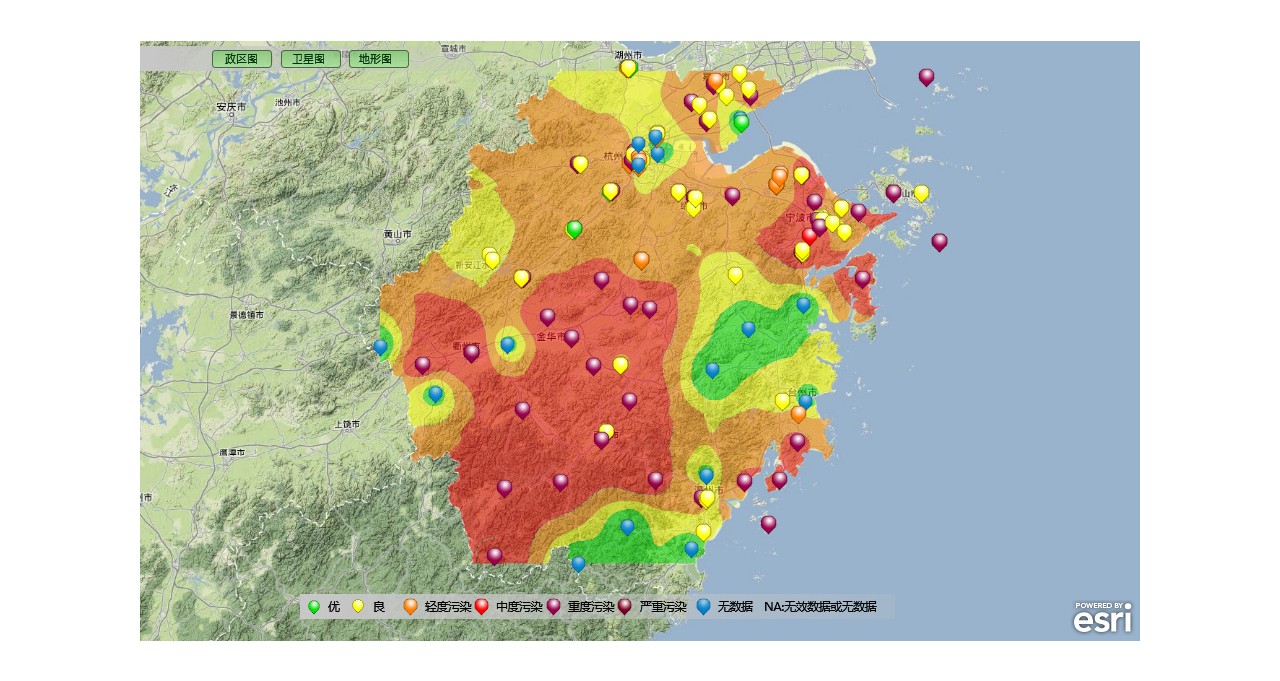 宣城市
湖州市
政区图
卫星图
地形图
池州市
安庆市
杭州
江
宁波市
黄山市
新安江水
景德镇市
金华市
衢州
台州市
上饶市
鹰潭市
温州市
优
良
轻度污染
中度污染
重度污染
严重污染
无数据
NA:无效数据或无数据
POWERED BY
esri